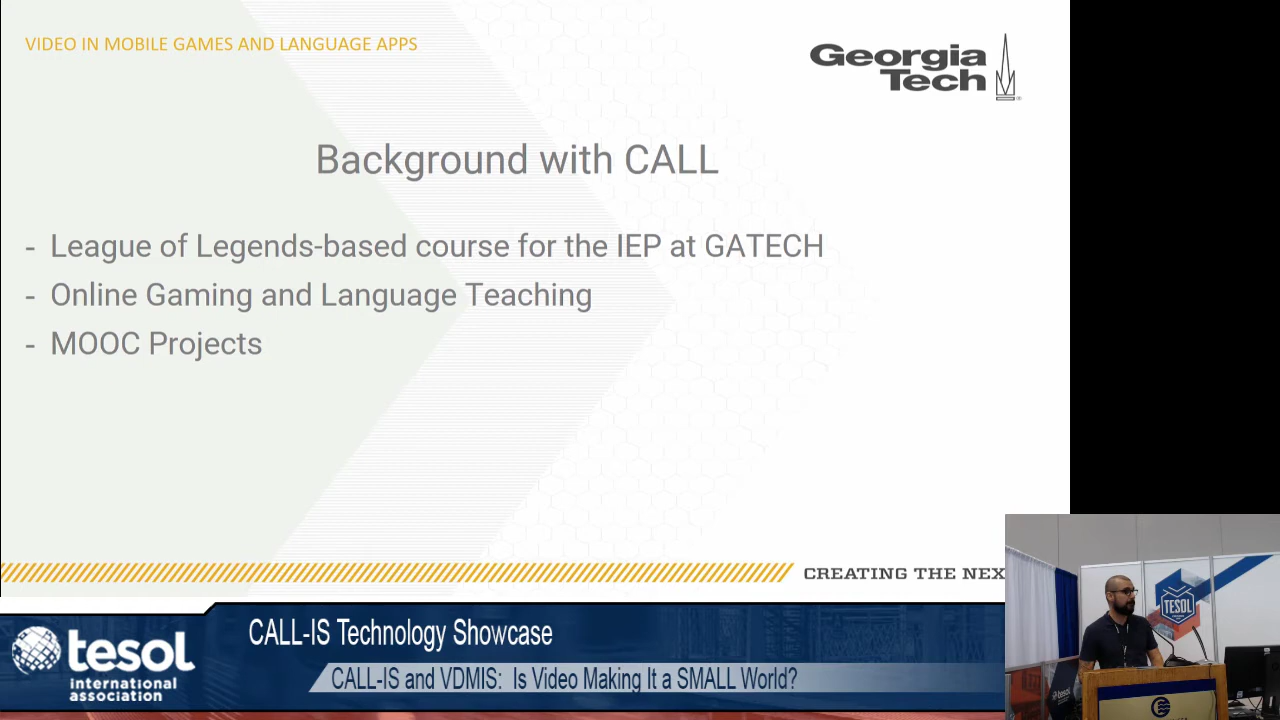 VIDEO IN MOBILE GAMES AND LANGUAGE APPS
Georgia
Tech
Background with CALL
- League of Legends-based course for the IEP at GATECH
- Online Gaming and Language Teaching
- MOOC Projects
CREATING THE NEX
TESOL
tesol
tesol
international
association
CALL-IS Technology Showcase
CALL-IS and VDMIS: Is Video Making It a SMALL World?